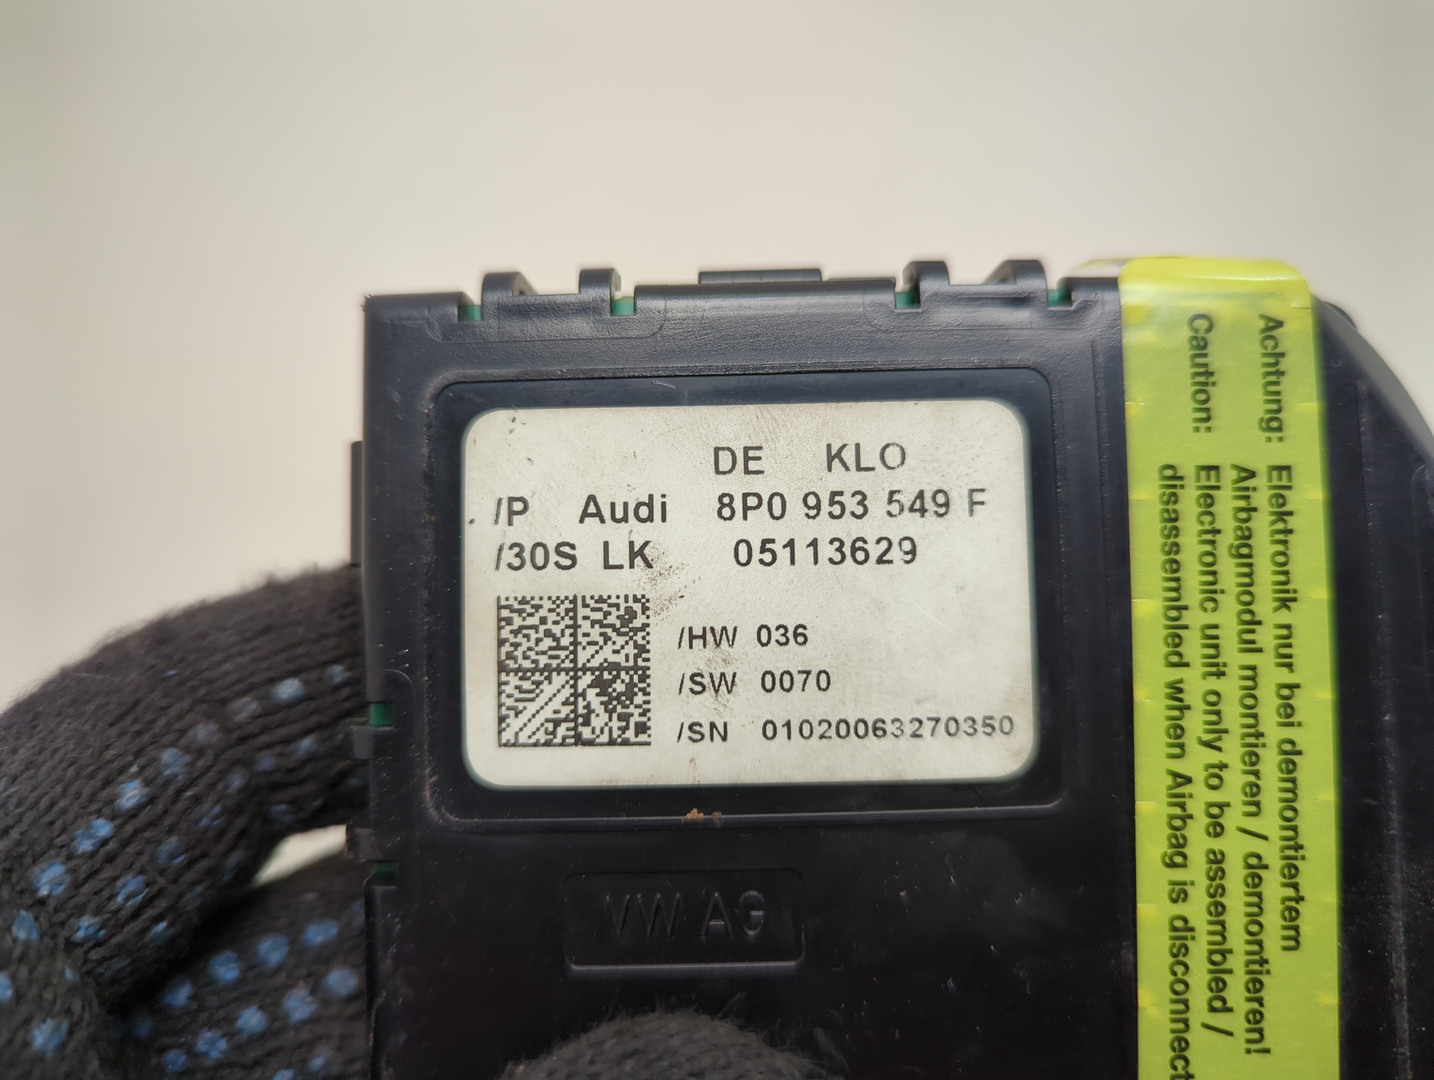 DE KLO
/P Audi 8P0 953 549 F
/30S LK 05113629
/HW 036
/SW 0070
/SN 01020063270350
VW AG
Achtung: Elektronik nur bei demontiertem
Airbagmodul montieren / demontieren!
Caution: Electronic unit only to be assembled /
disassembled when Airbag is disconnect